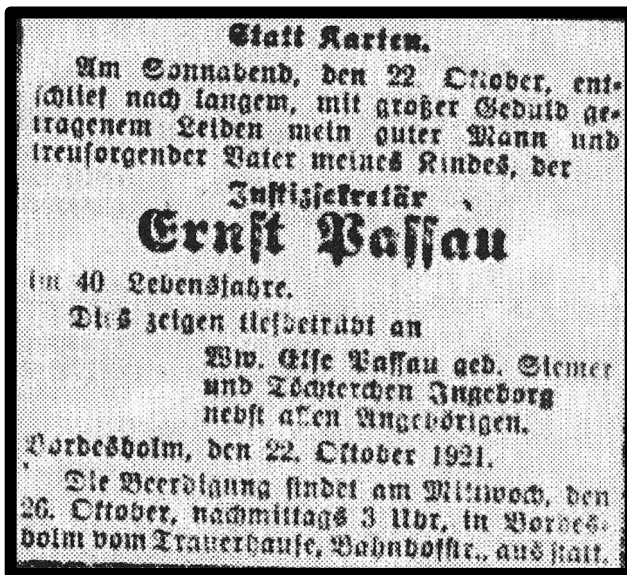 Statt Karten.
Am Sonnabend, den 22 Oktober, ent-
schlief nach langem, mit großer Geduld ge-
tragenem Leiden mein guter Mann und
treusorgender Vater meines Kindes, der
Justizsekretär
Ernst Passau
im 40 Lebensjahre.
Dies zeigen tiefbetrübt an
Ww. Else Passau geb. Siemer
und Töchterchen Ingeborg
nebst allen Angehörigen.
Bordesholm, den 22. Oktober 1921.
Die Beerdigung findet am Mittwoch, den
26. Oktober, nachmittags 3 Uhr, in Bordes-
holm vom Trauerhause, Bahnhofstr., aus statt.